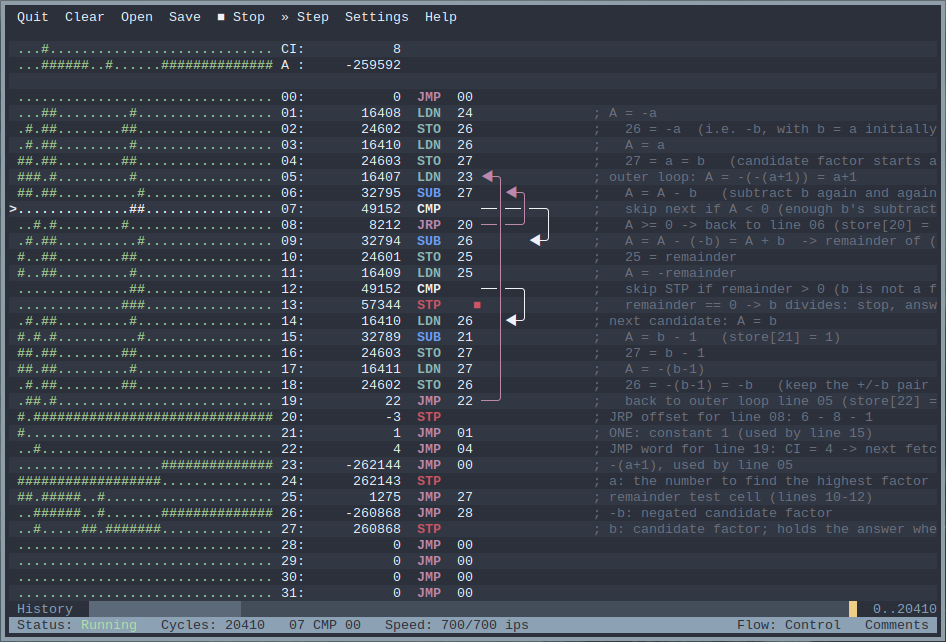 Quit Clear Open Save ■ Stop » Step Settings Help
...#............................ CI: 8
...######..#......############## A : -259592
................................ 00: 0 JMP 00
...##.........#................. 01: 16408 LDN 24 ; A = -a
.#.##........##................. 02: 24602 STO 26 ; 26 = -a (i.e. -b, with b = a initially
.#.##.........#................. 03: 16410 LDN 26 ; A = a
##.##........##................. 04: 24603 STO 27 ; 27 = a = b (candidate factor starts a
###.#.........#................. 05: 16407 LDN 23 ; outer loop: A = -(-(a+1)) = a+1
##.##..........#................ 06: 32795 SUB 27 ; A = A - b (subtract b again and again
>..............##................ 07: 49152 CMP ; skip next if A < 0 (enough b's subtract
..#.#........#.................. 08: 8212 JRP 20 ; A >= 0 -> back to line 06 (store[20] =
.#.##..........#................ 09: 32794 SUB 26 ; A = A - (-b) = A + b -> remainder of (
#..##........##................. 10: 24601 STO 25 ; 25 = remainder
#..##.........#................. 11: 16409 LDN 25 ; A = -remainder
..............##................ 12: 49152 CMP ; skip STP if remainder > 0 (b is not a f
.............###................ 13: 57344 STP ■ ; remainder == 0 -> b divides: stop, answ
.#.##.........#................. 14: 16410 LDN 26 ; next candidate: A = b
#.#.#..........#................ 15: 32789 SUB 21 ; A = b - 1 (store[21] = 1)
##.##........##................. 16: 24603 STO 27 ; 27 = b - 1
##.##.........#................. 17: 16411 LDN 27 ; A = -(b-1)
.#.##........##................. 18: 24602 STO 26 ; 26 = -(b-1) = -b (keep the +/-b pair
.##.#........................... 19: 22 JMP 22 ; back to outer loop line 05 (store[22] =
#.############################## 20: -3 STP ; JRP offset for line 08: 6 - 8 - 1
#............................... 21: 1 JMP 01 ; ONE: constant 1 (used by line 15)
..#............................. 22: 4 JMP 04 ; JMP word for line 19: CI = 4 -> next fetc
..................############## 23: -262144 JMP 00 ; -(a+1), used by line 05
##################.............. 24: 262143 STP ; a: the number to find the highest factor
##.#####..#..................... 25: 1275 JMP 27 ; remainder test cell (lines 10-12)
..######..#.......############## 26: -260868 JMP 28 ; -b: negated candidate factor
..#.....##.#######.............. 27: 260868 STP ; b: candidate factor; holds the answer whe
................................ 28: 0 JMP 00
................................ 29: 0 JMP 00
................................ 30: 0 JMP 00
................................ 31: 0 JMP 00
History 0..20410
Status: Running Cycles: 20410 07 CMP 00 Speed: 700/700 ips Flow: Control Comments